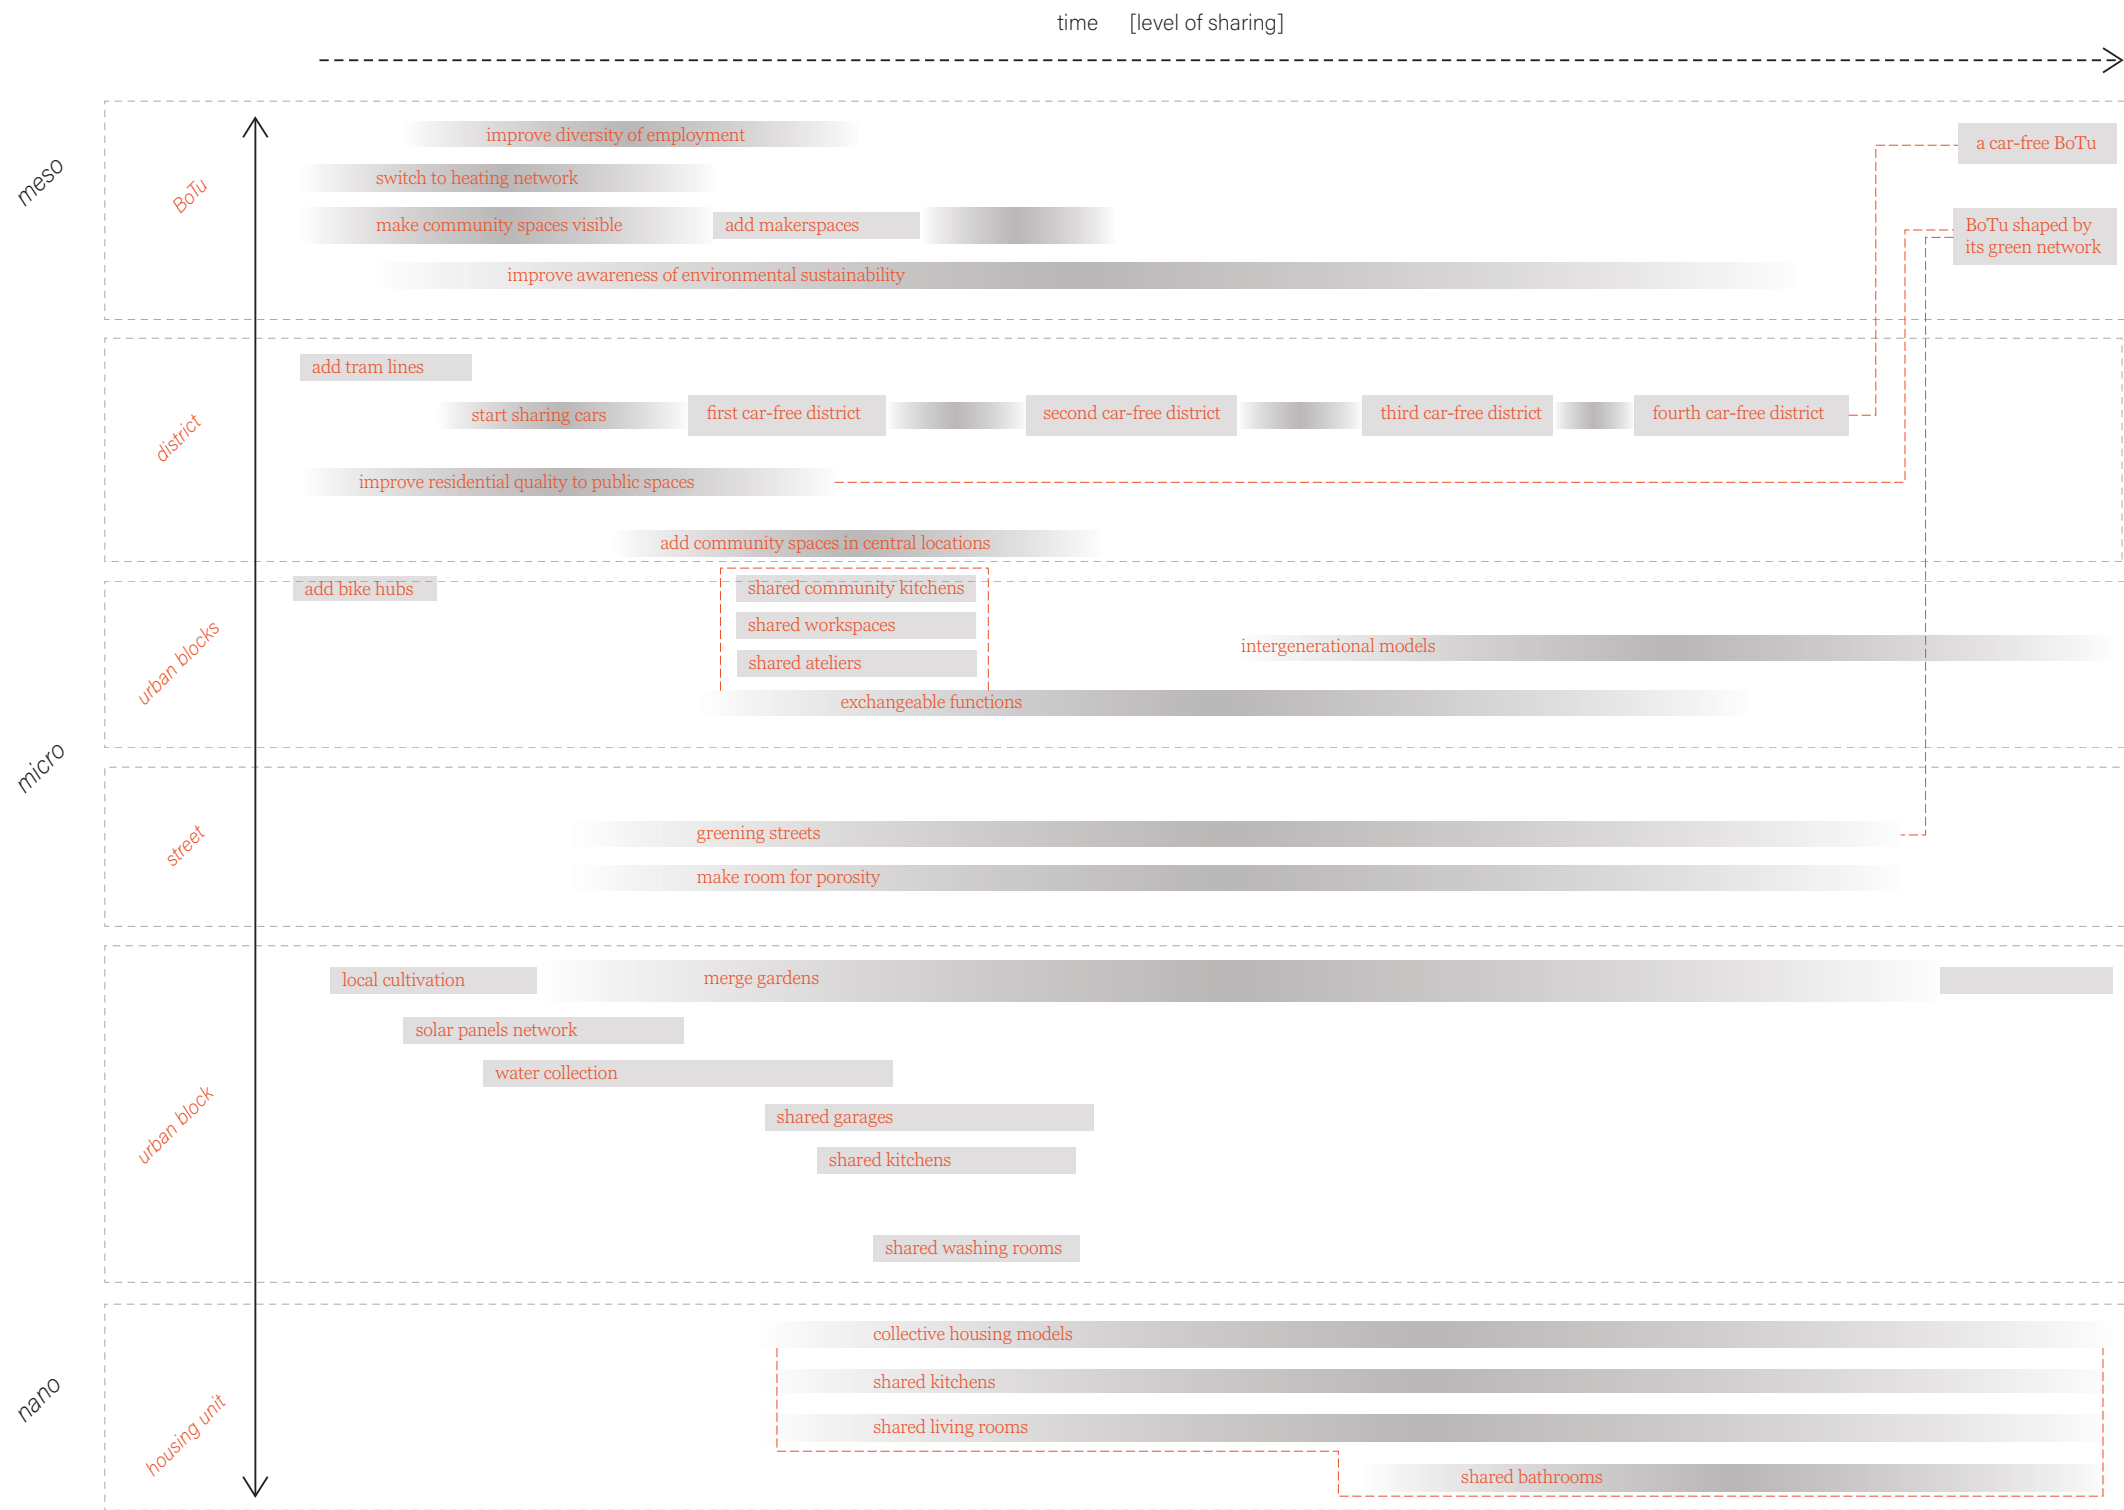 time [level of sharing]
meso
BoTu
improve diversity of employment
a car-free BoTu
switch to heating network
make community spaces visible
add makerspaces
BoTu shaped by
its green network
improve awareness of environmental sustainability
district
add tram lines
start sharing cars
first car-free district
second car-free district
third car-free district
fourth car-free district
improve residential quality to public spaces
add community spaces in central locations
micro
urban blocks
add bike hubs
shared community kitchens
shared workspaces
shared ateliers
intergenerational models
exchangeable functions
street
greening streets
make room for porosity
urban block
local cultivation
merge gardens
solar panels network
water collection
shared garages
shared kitchens
shared washing rooms
nano
housing unit
collective housing models
shared kitchens
shared living rooms
shared bathrooms